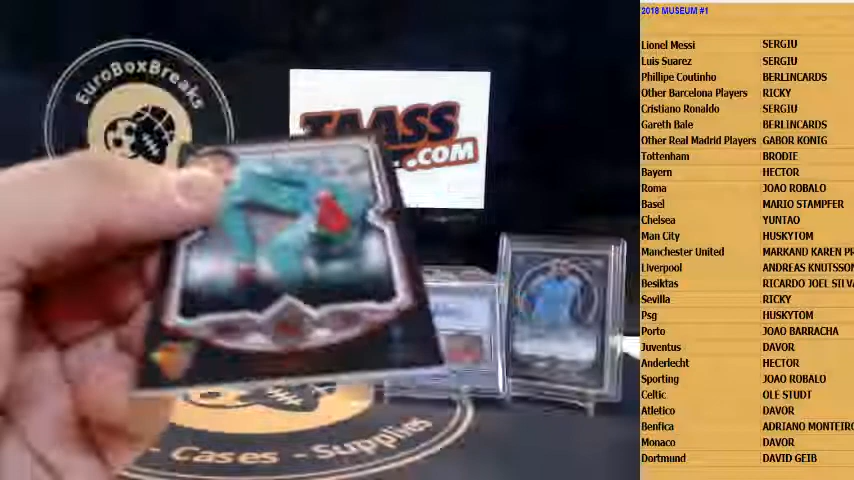 2018 MUSEUM #1
Lionel Messi SERGIU
Luis Suarez SERGIU
Phillipe Coutinho BERLINCARDS
Other Barcelona Players RICKY
Cristiano Ronaldo SERGIU
Gareth Bale BERLINCARDS
Other Real Madrid Players GABOR KONIG
Tottenham BRODIE
Bayern HECTOR
Roma JOAO ROBALO
Basel MARIO STAMPFER
Chelsea YUNTAO
Man City HUSKYTOM
Manchester United MARKAND KAREN PR
Liverpool ANDREAS KNUTSSON
Besiktas RICARDO JOEL SILVA
Sevilla RICKY
Psg HUSKYTOM
Porto JOAO BARRACHA
Juventus DAVOR
Anderlecht HECTOR
Sporting JOAO ROBALO
Celtic OLE STUDT
Atletico DAVOR
Benfica ADRIANO MONTEIRO
Monaco DAVOR
Dortmund DAVID GEIB
EuroBoxBreaks
TAASS
.COM
- Cases - Supplies